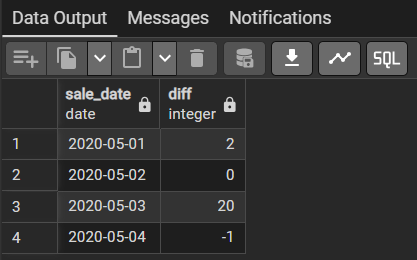 Data Output Messages Notifications
SQL
sale_date diff
date integer
1 2020-05-01 2
2 2020-05-02 0
3 2020-05-03 20
4 2020-05-04 -1